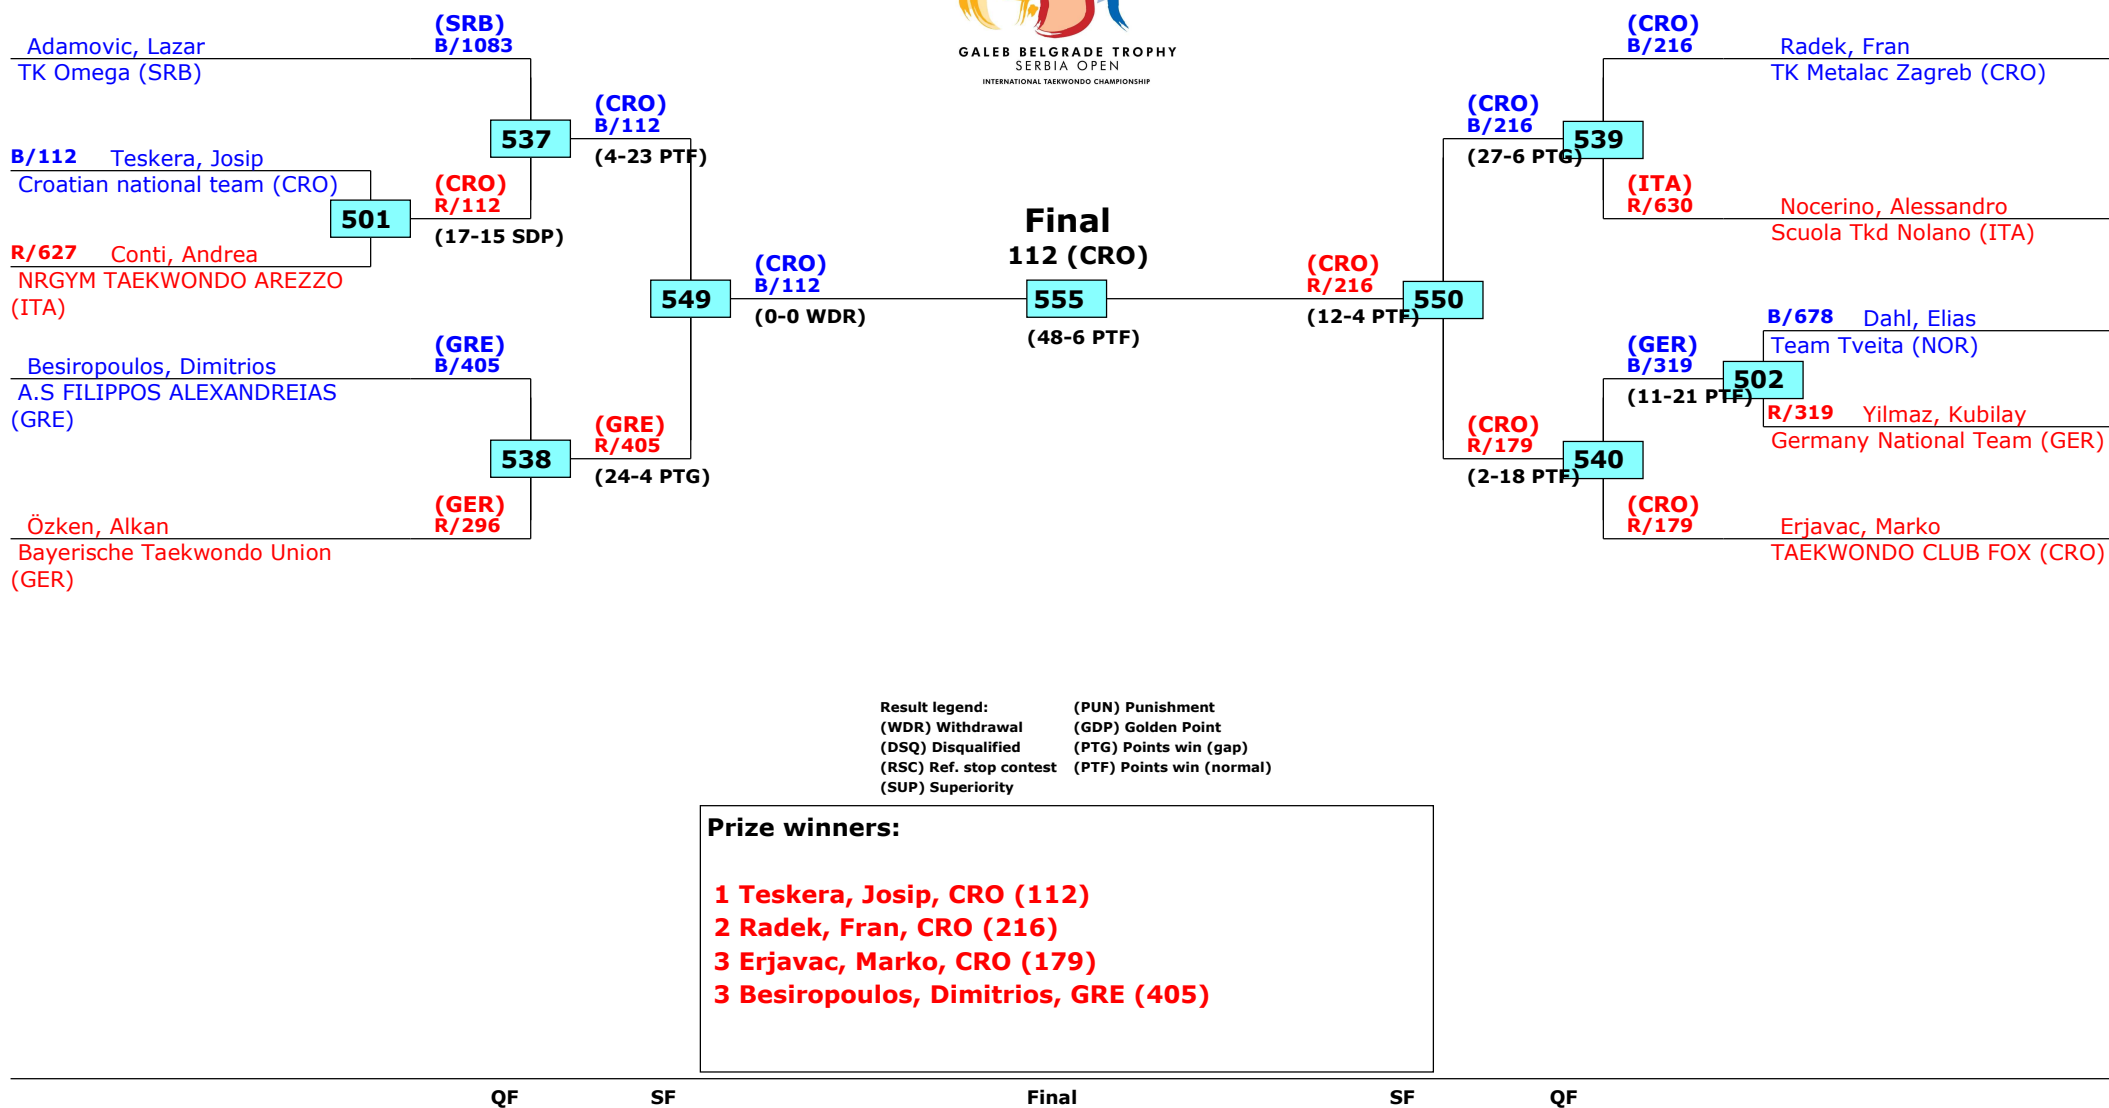 GALEB BELGRADE TROPHY
SERBIA OPEN
INTERNATIONAL TAEKWONDO CHAMPIONSHIP
(SRB)
B/1083
Adamovic, Lazar
TK Omega (SRB)
537
(CRO)
B/112
(4-23 PTF)
B/112 Teskera, Josip
Croatian national team (CRO)
501
(CRO)
R/112
(17-15 SDP)
R/627 Conti, Andrea
NRGYM TAEKWONDO AREZZO
(ITA)
549
(CRO)
B/112
(0-0 WDR)
(GRE)
B/405
Besiropoulos, Dimitrios
A.S FILIPPOS ALEXANDREIAS
(GRE)
538
(GRE)
R/405
(24-4 PTG)
(GER)
R/296
Özken, Alkan
Bayerische Taekwondo Union
(GER)
Final
112 (CRO)
555
(48-6 PTF)
(CRO)
R/216
(12-4 PTF)
550
(CRO)
B/216
(27-6 PTG)
539
(CRO)
B/216
Radek, Fran
TK Metalac Zagreb (CRO)
(ITA)
R/630
Nocerino, Alessandro
Scuola Tkd Nolano (ITA)
B/678 Dahl, Elias
Team Tveita (NOR)
(GER)
B/319
(11-21 PTF)
502
R/319 Yilmaz, Kubilay
Germany National Team (GER)
(CRO)
R/179
(2-18 PTF)
540
(CRO)
R/179
Erjavac, Marko
TAEKWONDO CLUB FOX (CRO)
Result legend: (PUN) Punishment
(WDR) Withdrawal (GDP) Golden Point
(DSQ) Disqualified (PTG) Points win (gap)
(RSC) Ref. stop contest (PTF) Points win (normal)
(SUP) Superiority
Prize winners:
1 Teskera, Josip, CRO (112)
2 Radek, Fran, CRO (216)
3 Erjavac, Marko, CRO (179)
3 Besiropoulos, Dimitrios, GRE (405)
QF SF Final SF QF